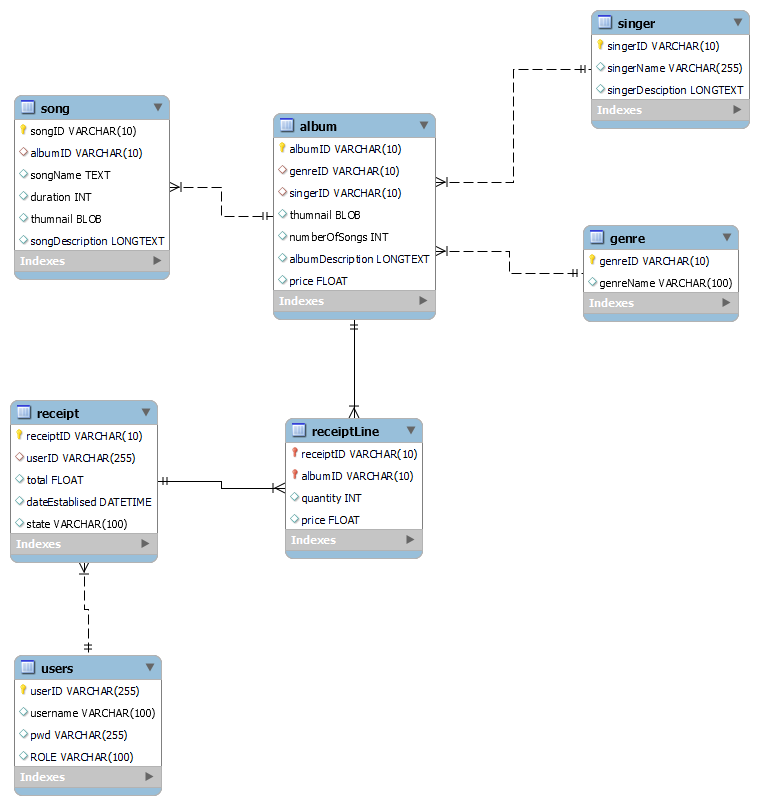 singer
singerID VARCHAR(10)
singerName VARCHAR(255)
singerDesciption LONGTEXT
Indexes
song
songID VARCHAR(10)
albumID VARCHAR(10)
songName TEXT
duration INT
thumnail BLOB
songDescription LONGTEXT
Indexes
album
albumID VARCHAR(10)
genreID VARCHAR(10)
singerID VARCHAR(10)
thumnail BLOB
numberOfSongs INT
albumDescription LONGTEXT
price FLOAT
Indexes
genre
genreID VARCHAR(10)
genreName VARCHAR(100)
Indexes
receipt
receiptID VARCHAR(10)
userID VARCHAR(255)
total FLOAT
dateEstablised DATETIME
state VARCHAR(100)
Indexes
receiptLine
receiptID VARCHAR(10)
albumID VARCHAR(10)
quantity INT
price FLOAT
Indexes
users
userID VARCHAR(255)
username VARCHAR(100)
pwd VARCHAR(255)
ROLE VARCHAR(100)
Indexes